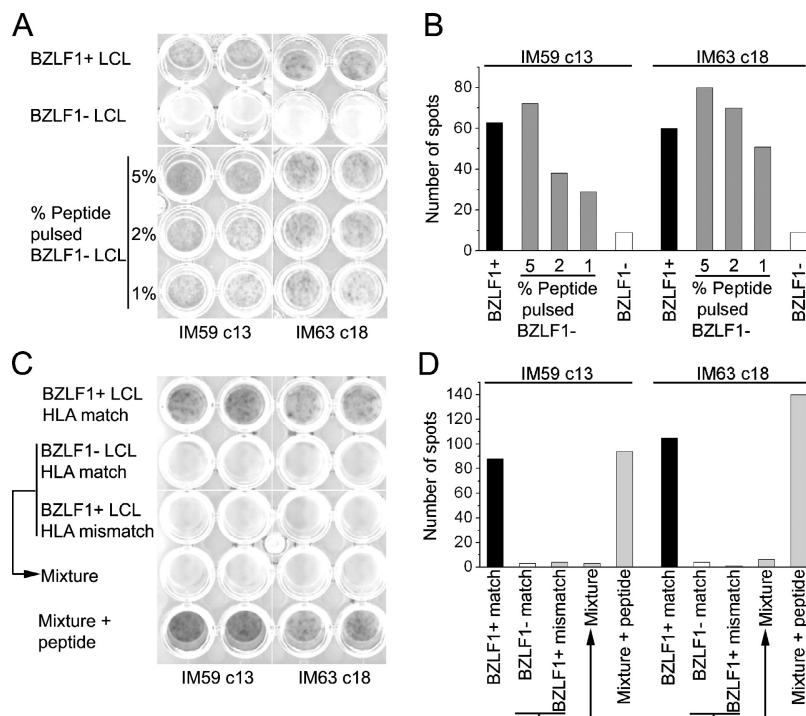 A
BZLF1+ LCL
BZLF1- LCL
% Peptide
pulsed
BZLF1- LCL
5%
2%
1%
IM59 c13
IM63 c18
B
IM59 c13
IM63 c18
Number of spots
80
60
40
20
0
BZLF1+
5
2
1
% Peptide
pulsed
BZLF1-
BZLF1-
BZLF1+
5
2
1
% Peptide
pulsed
BZLF1-
BZLF1-
C
BZLF1+ LCL
HLA match
BZLF1- LCL
HLA match
BZLF1+ LCL
HLA mismatch
Mixture
Mixture +
peptide
IM59 c13
IM63 c18
D
IM59 c13
IM63 c18
Number of spots
140
120
100
80
60
40
20
0
BZLF1+ match
BZLF1- match
BZLF1+ mismatch
Mixture
Mixture + peptide
BZLF1+ match
BZLF1- match
BZLF1+ mismatch
Mixture
Mixture + peptide